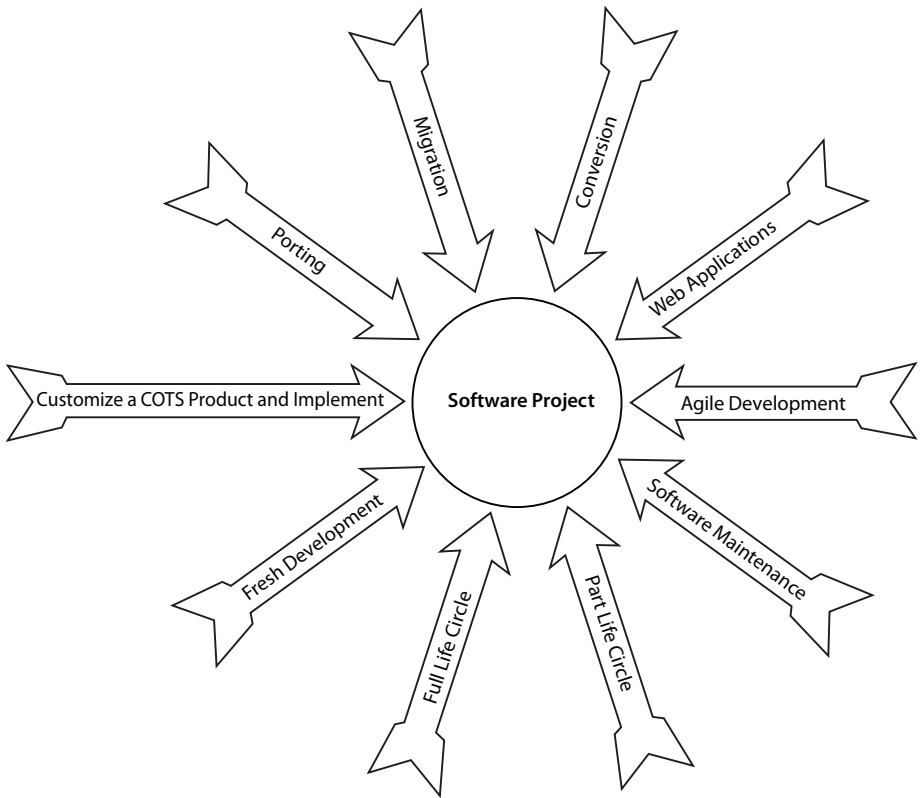 Migration
Conversion
Porting
Web Applications
Customize a COTS Product and Implement
Software Project
Agile Development
Fresh Development
Software Maintenance
Full Life Circle
Part Life Circle